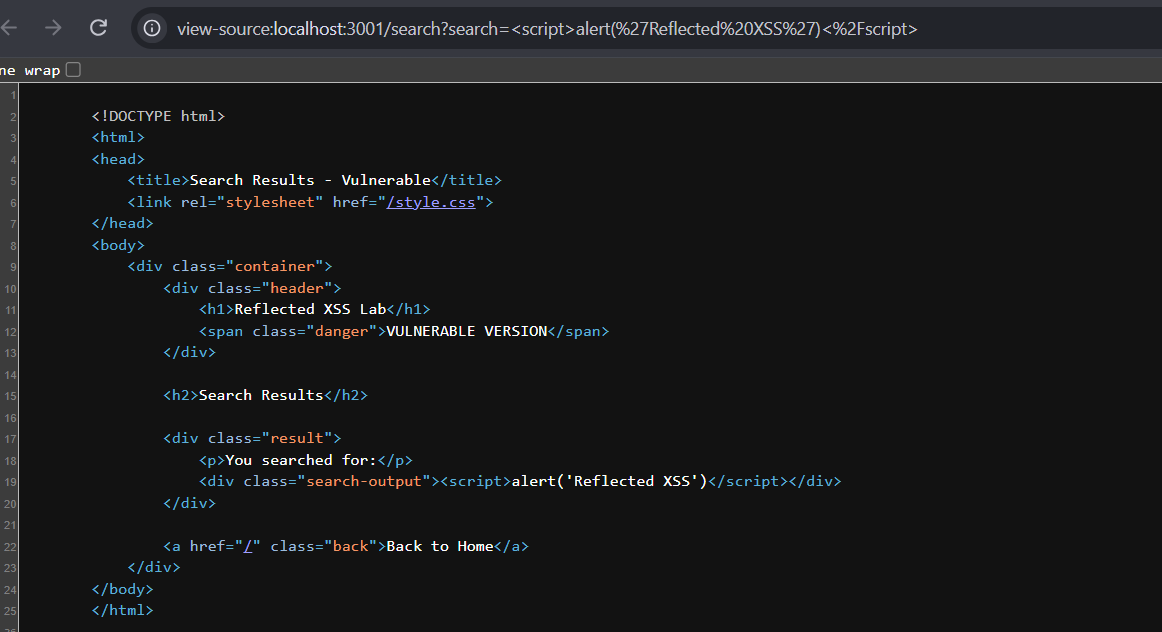 view-source:localhost:3001/search?search=<script>alert(%27Reflected%20XSS%27)<%2Fscript>
ne wrap
1
2 <!DOCTYPE html>
3 <html>
4 <head>
5 <title>Search Results - Vulnerable</title>
6 <link rel="stylesheet" href="/style.css">
7 </head>
8 <body>
9 <div class="container">
10 <div class="header">
11 <h1>Reflected XSS Lab</h1>
12 <span class="danger">VULNERABLE VERSION</span>
13 </div>
14
15 <h2>Search Results</h2>
16
17 <div class="result">
18 <p>You searched for:</p>
19 <div class="search-output"><script>alert('Reflected XSS')</script></div>
20 </div>
21
22 <a href="/" class="back">Back to Home</a>
23 </div>
24 </body>
25 </html>